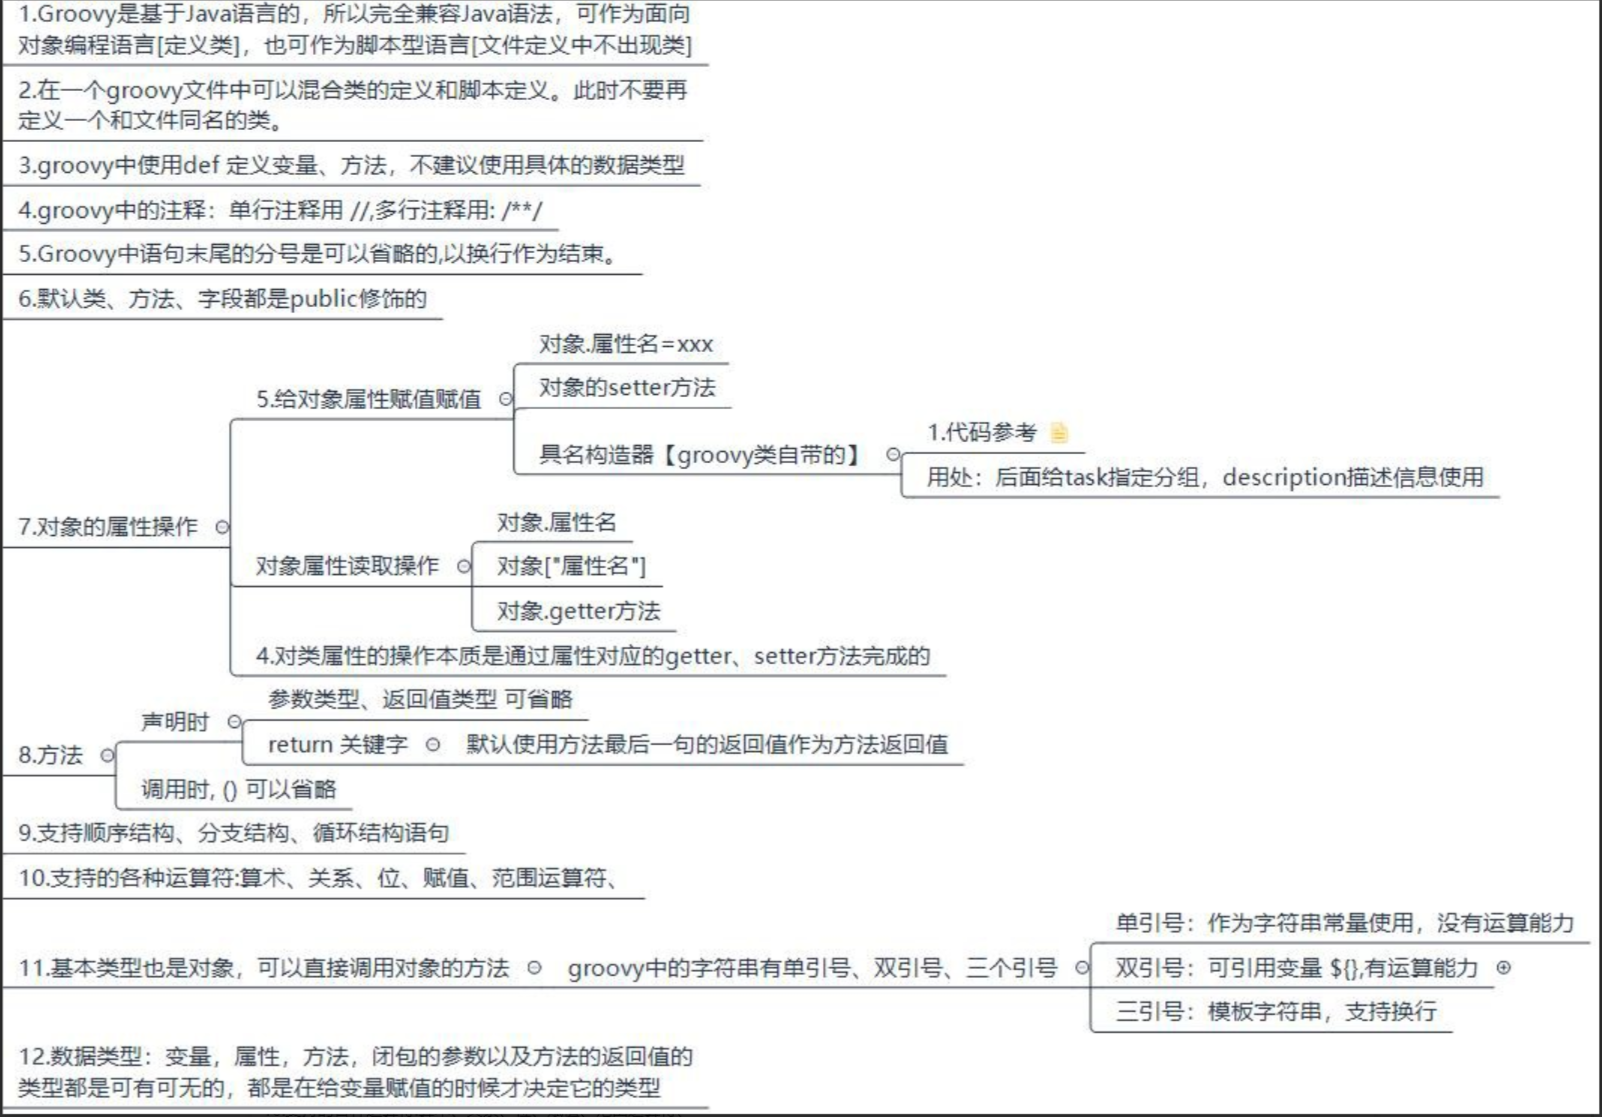 1.Groovy是基于Java语言的，所以完全兼容Java语法，可作为面向
对象编程语言[定义类]，也可作为脚本型语言[文件定义中不出现类]
2.在一个groovy文件中可以混合类的定义和脚本定义。此时不要再
定义一个和文件同名的类。
3.groovy中使用def 定义变量、方法，不建议使用具体的数据类型
4.groovy中的注释：单行注释用 //,多行注释用: /**/
5.Groovy中语句末尾的分号是可以省略的,以换行作为结束。
6.默认类、方法、字段都是public修饰的
7.对象的属性操作
5.给对象属性赋值赋值
对象.属性名=xxx
对象的setter方法
具名构造器【groovy类自带的】
1.代码参考
用处：后面给task指定分组，description描述信息使用
对象属性读取操作
对象.属性名
对象["属性名"]
对象.getter方法
4.对类属性的操作本质是通过属性对应的getter、setter方法完成的
8.方法
声明时
参数类型、返回值类型 可省略
return 关键字
默认使用方法最后一句的返回值作为方法返回值
调用时, () 可以省略
9.支持顺序结构、分支结构、循环结构语句
10.支持的各种运算符:算术、关系、位、赋值、范围运算符、
11.基本类型也是对象，可以直接调用对象的方法
groovy中的字符串有单引号、双引号、三个引号
单引号：作为字符串常量使用，没有运算能力
双引号：可引用变量 ${},有运算能力
三引号：模板字符串，支持换行
12.数据类型：变量，属性，方法，闭包的参数以及方法的返回值的
类型都是可有可无的，都是在给变量赋值的时候才决定它的类型